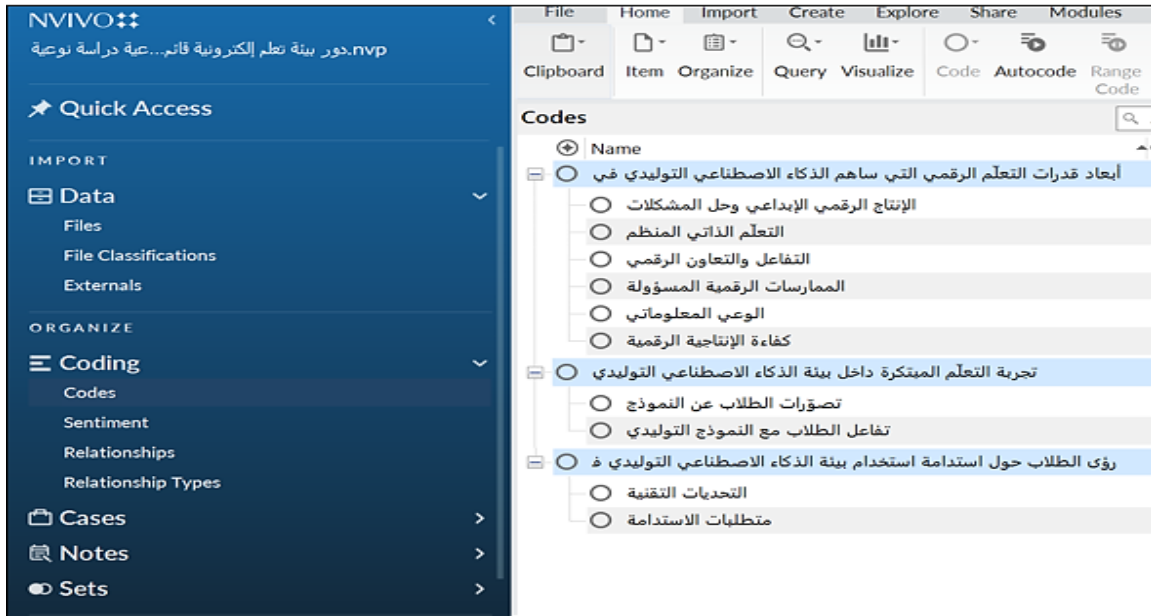 NVIVO
دور بيئة تعلم إلكترونية قائم...عية دراسة نوعية.nvp
Quick Access
IMPORT
Data
Files
File Classifications
Externals
ORGANIZE
Coding
Codes
Sentiment
Relationships
Relationship Types
Cases
Notes
Sets
File Home Import Create Explore Share Modules
Clipboard Item Organize Query Visualize Code Autocode Range Code
Codes
Name
أبعاد قدرات التعلّم الرقمي التي ساهم الذكاء الاصطناعي التوليدي في
الإنتاج الرقمي الإبداعي وحل المشكلات
التعلّم الذاتي المنظم
التفاعل والتعاون الرقمي
الممارسات الرقمية المسؤولة
الوعي المعلوماتي
كفاءة الإنتاجية الرقمية
تجربة التعلّم المبتكرة داخل بيئة الذكاء الاصطناعي التوليدي
تصوّرات الطلاب عن النموذج
تفاعل الطلاب مع النموذج التوليدي
رؤى الطلاب حول استدامة استخدام بيئة الذكاء الاصطناعي التوليدي ف
التحديات التقنية
متطلبات الاستدامة